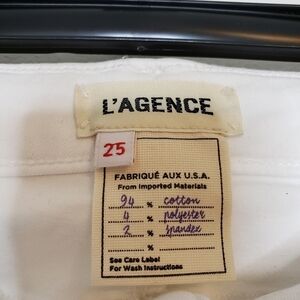 L'AGENCE
25
FABRIQUÉ AUX U.S.A.
From Imported Materials
94 % cotton
4 % polyester
2 % spandex
%
See Care Label
For Wash Instructions